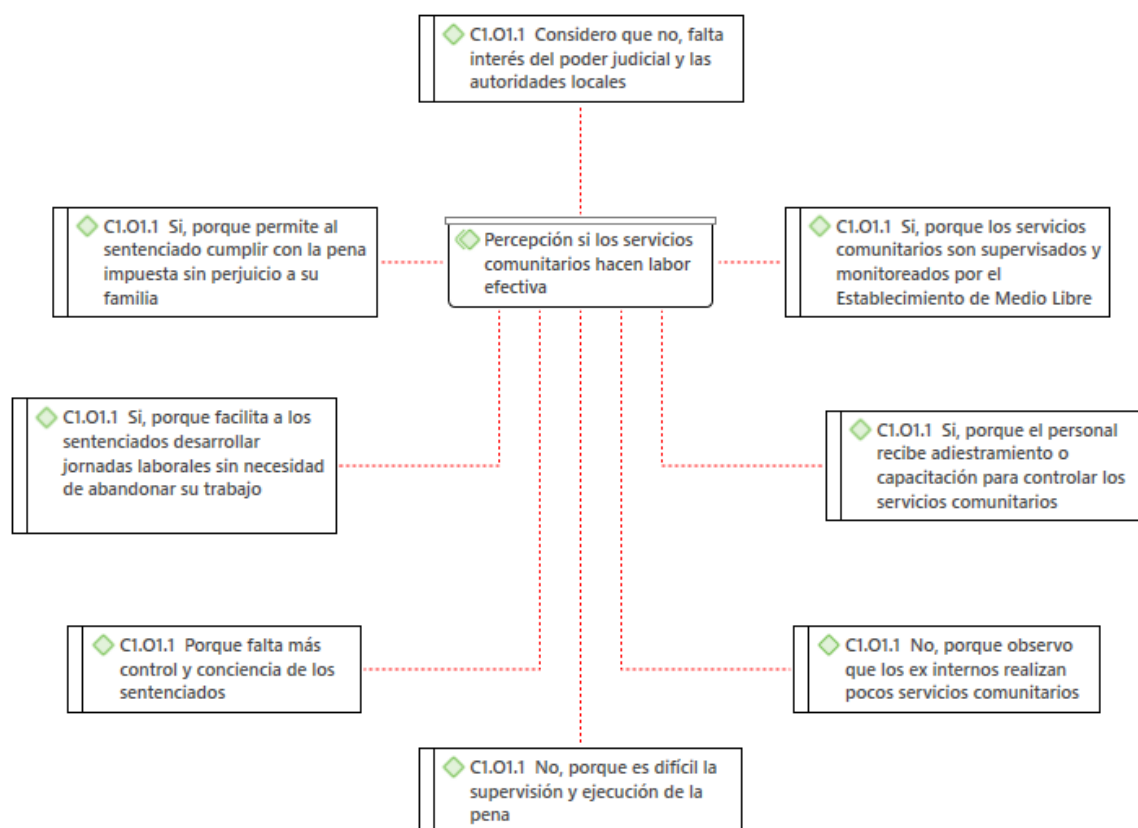 C1.O1.1 Considero que no, falta
interés del poder judicial y las
autoridades locales
C1.O1.1 Si, porque permite al
sentenciado cumplir con la pena
impuesta sin perjuicio a su
familia
Percepción si los servicios
comunitarios hacen labor
efectiva
C1.O1.1 Si, porque los servicios
comunitarios son supervisados y
monitoreados por el
Establecimiento de Medio Libre
C1.O1.1 Si, porque facilita a los
sentenciados desarrollar
jornadas laborales sin necesidad
de abandonar su trabajo
C1.O1.1 Si, porque el personal
recibe adiestramiento o
capacitación para controlar los
servicios comunitarios
C1.O1.1 Porque falta más
control y conciencia de los
sentenciados
C1.O1.1 No, porque observo
que los ex internos realizan
pocos servicios comunitarios
C1.O1.1 No, porque es difícil la
supervisión y ejecución de la
pena